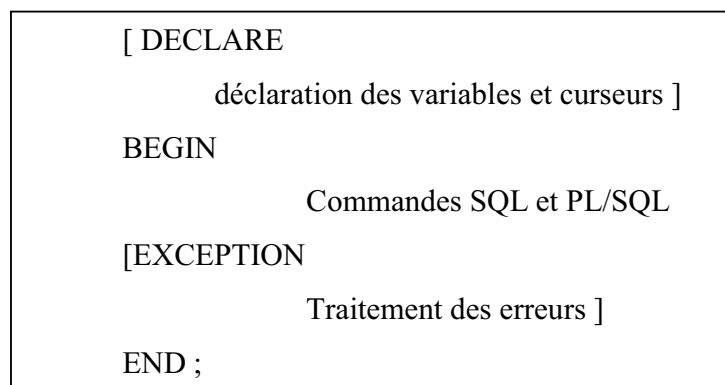 [ DECLARE
déclaration des variables et curseurs ]
BEGIN
Commandes SQL et PL/SQL
[EXCEPTION
Traitement des erreurs ]
END ;